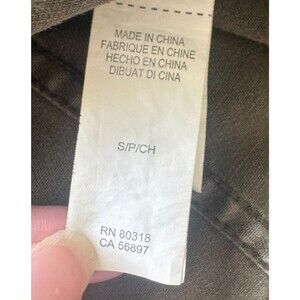 MADE IN CHINA
FABRIQUE EN CHINE
HECHO EN CHINA
DIBUAT DI CINA
S/P/CH
RN 80318
CA 56897